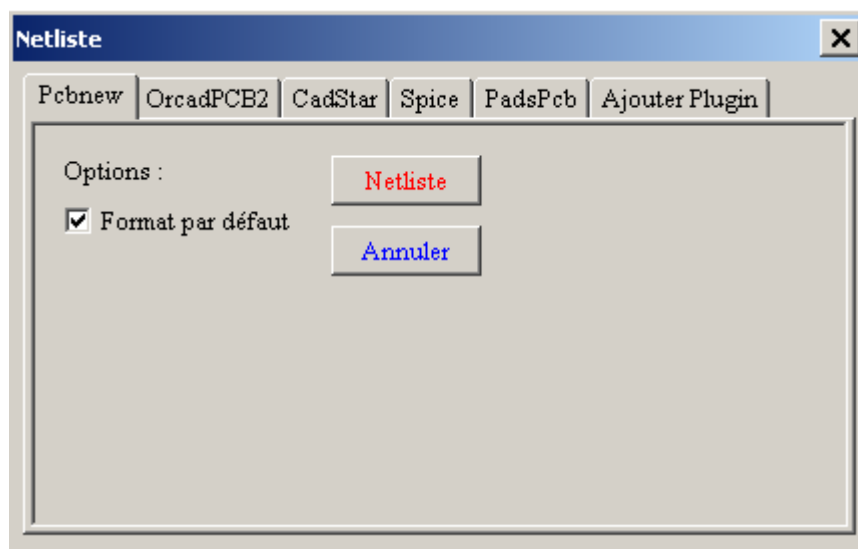 Netliste
Pcbnew OrcadPCB2 CadStar Spice PadsPcb Ajouter Plugin
Options :
Netliste
Format par défaut
Annuler